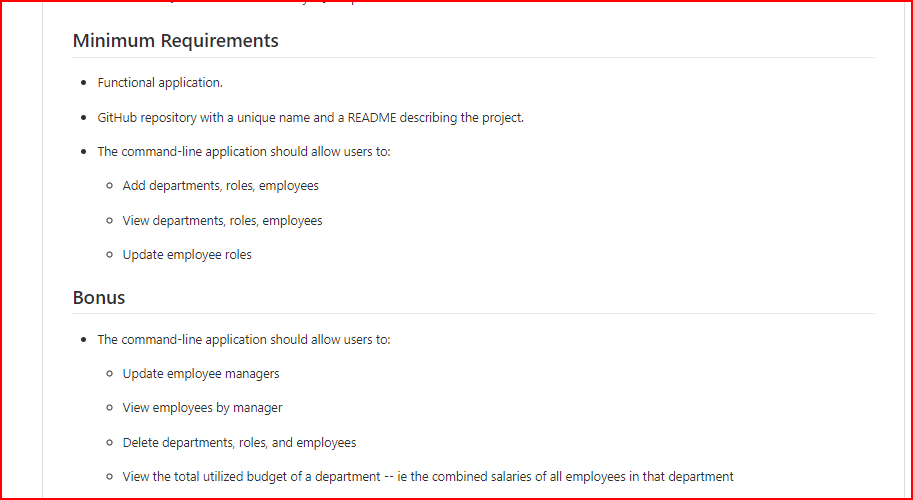 Minimum Requirements
Functional application.
GitHub repository with a unique name and a README describing the project.
The command-line application should allow users to:
Add departments, roles, employees
View departments, roles, employees
Update employee roles
Bonus
The command-line application should allow users to:
Update employee managers
View employees by manager
Delete departments, roles, and employees
View the total utilized budget of a department -- ie the combined salaries of all employees in that department